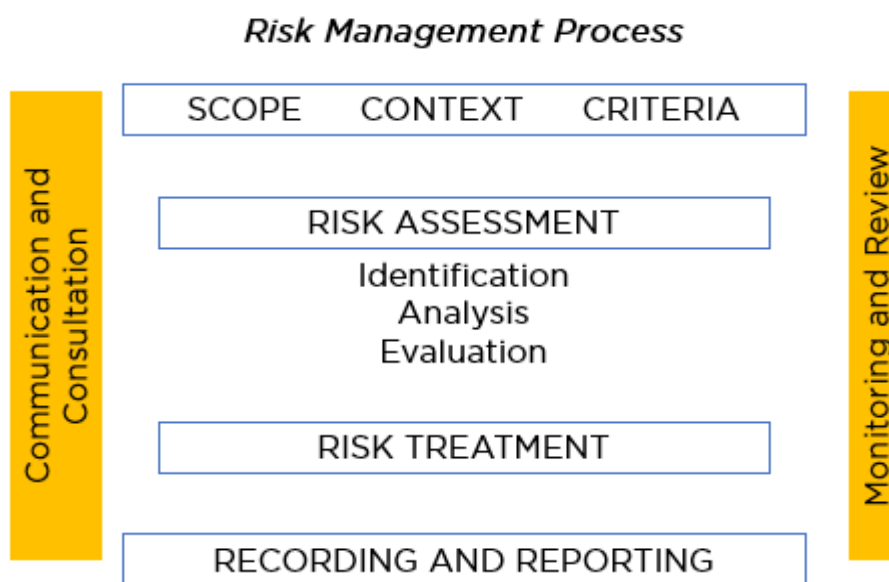 Risk Management Process
SCOPE CONTEXT CRITERIA
Communication and
Consultation
RISK ASSESSMENT
Identification
Analysis
Evaluation
RISK TREATMENT
RECORDING AND REPORTING
Monitoring and Review